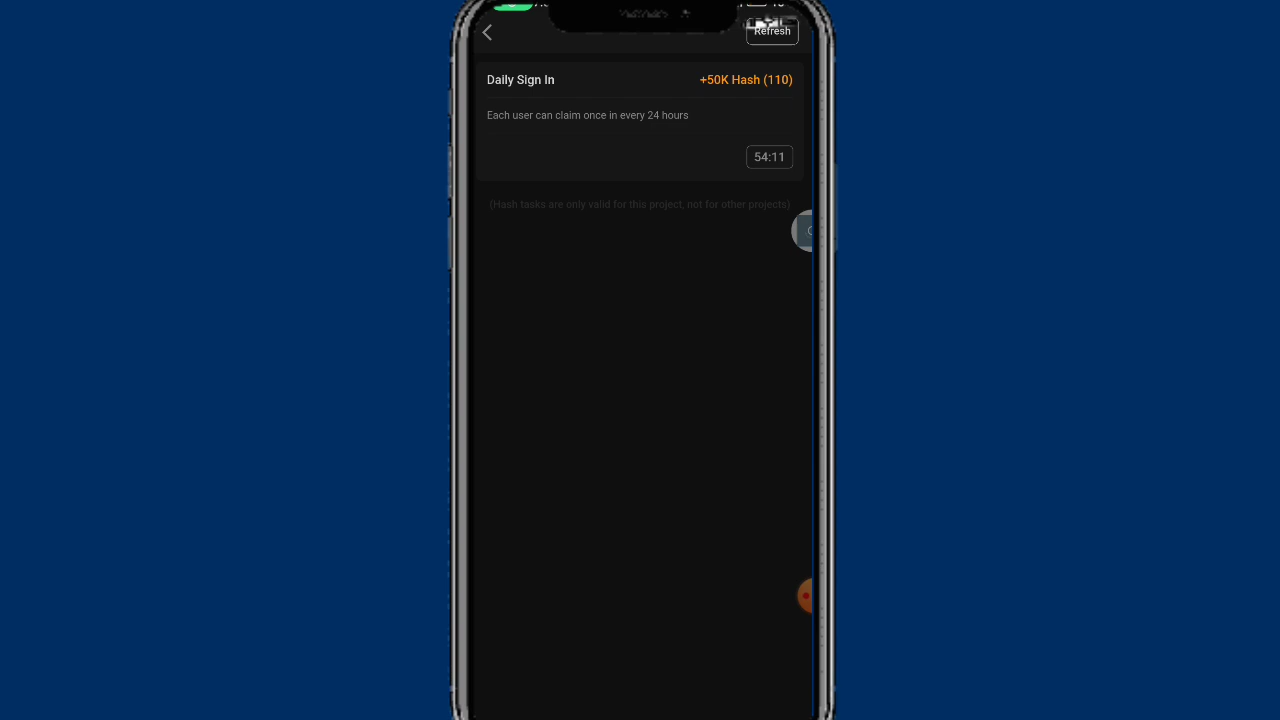 Refresh
Daily Sign In
+50K Hash (110)
Each user can claim once in every 24 hours
54:11
(Hash tasks are only valid for this project, not for other projects)